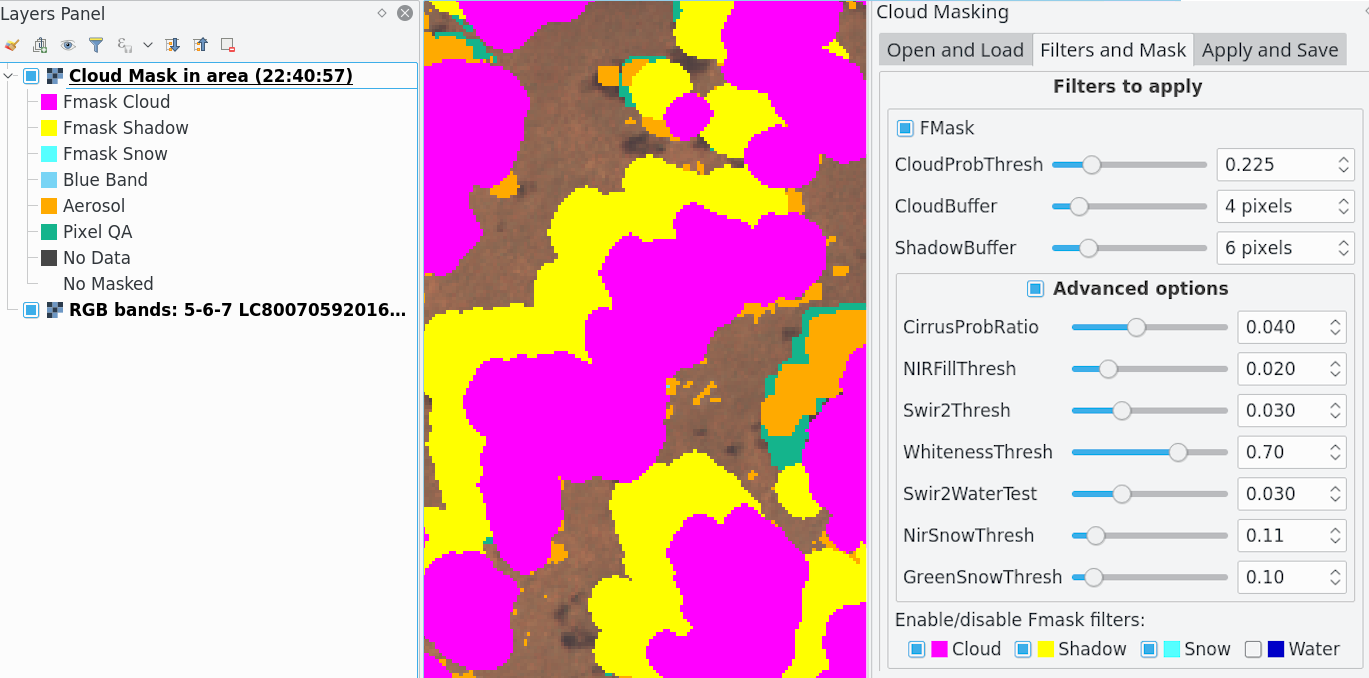 Layers Panel
Cloud Mask in area (22:40:57)
Fmask Cloud
Fmask Shadow
Fmask Snow
Blue Band
Aerosol
Pixel QA
No Data
No Masked
RGB bands: 5-6-7 LC80070592016...
Cloud Masking
Open and Load Filters and Mask Apply and Save
Filters to apply
FMask
CloudProbThresh 0.225
CloudBuffer 4 pixels
ShadowBuffer 6 pixels
Advanced options
CirrusProbRatio 0.040
NIRFillThresh 0.020
Swir2Thresh 0.030
WhitenessThresh 0.70
Swir2WaterTest 0.030
NirSnowThresh 0.11
GreenSnowThresh 0.10
Enable/disable Fmask filters:
Cloud Shadow Snow Water